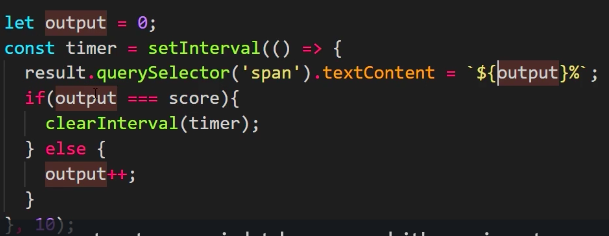 let output = 0;
const timer = setInterval(() => {
  result.querySelector('span').textContent = `${output}%`;
  if(output === score){
    clearInterval(timer);
  } else {
    output++;
  }
}, 10);